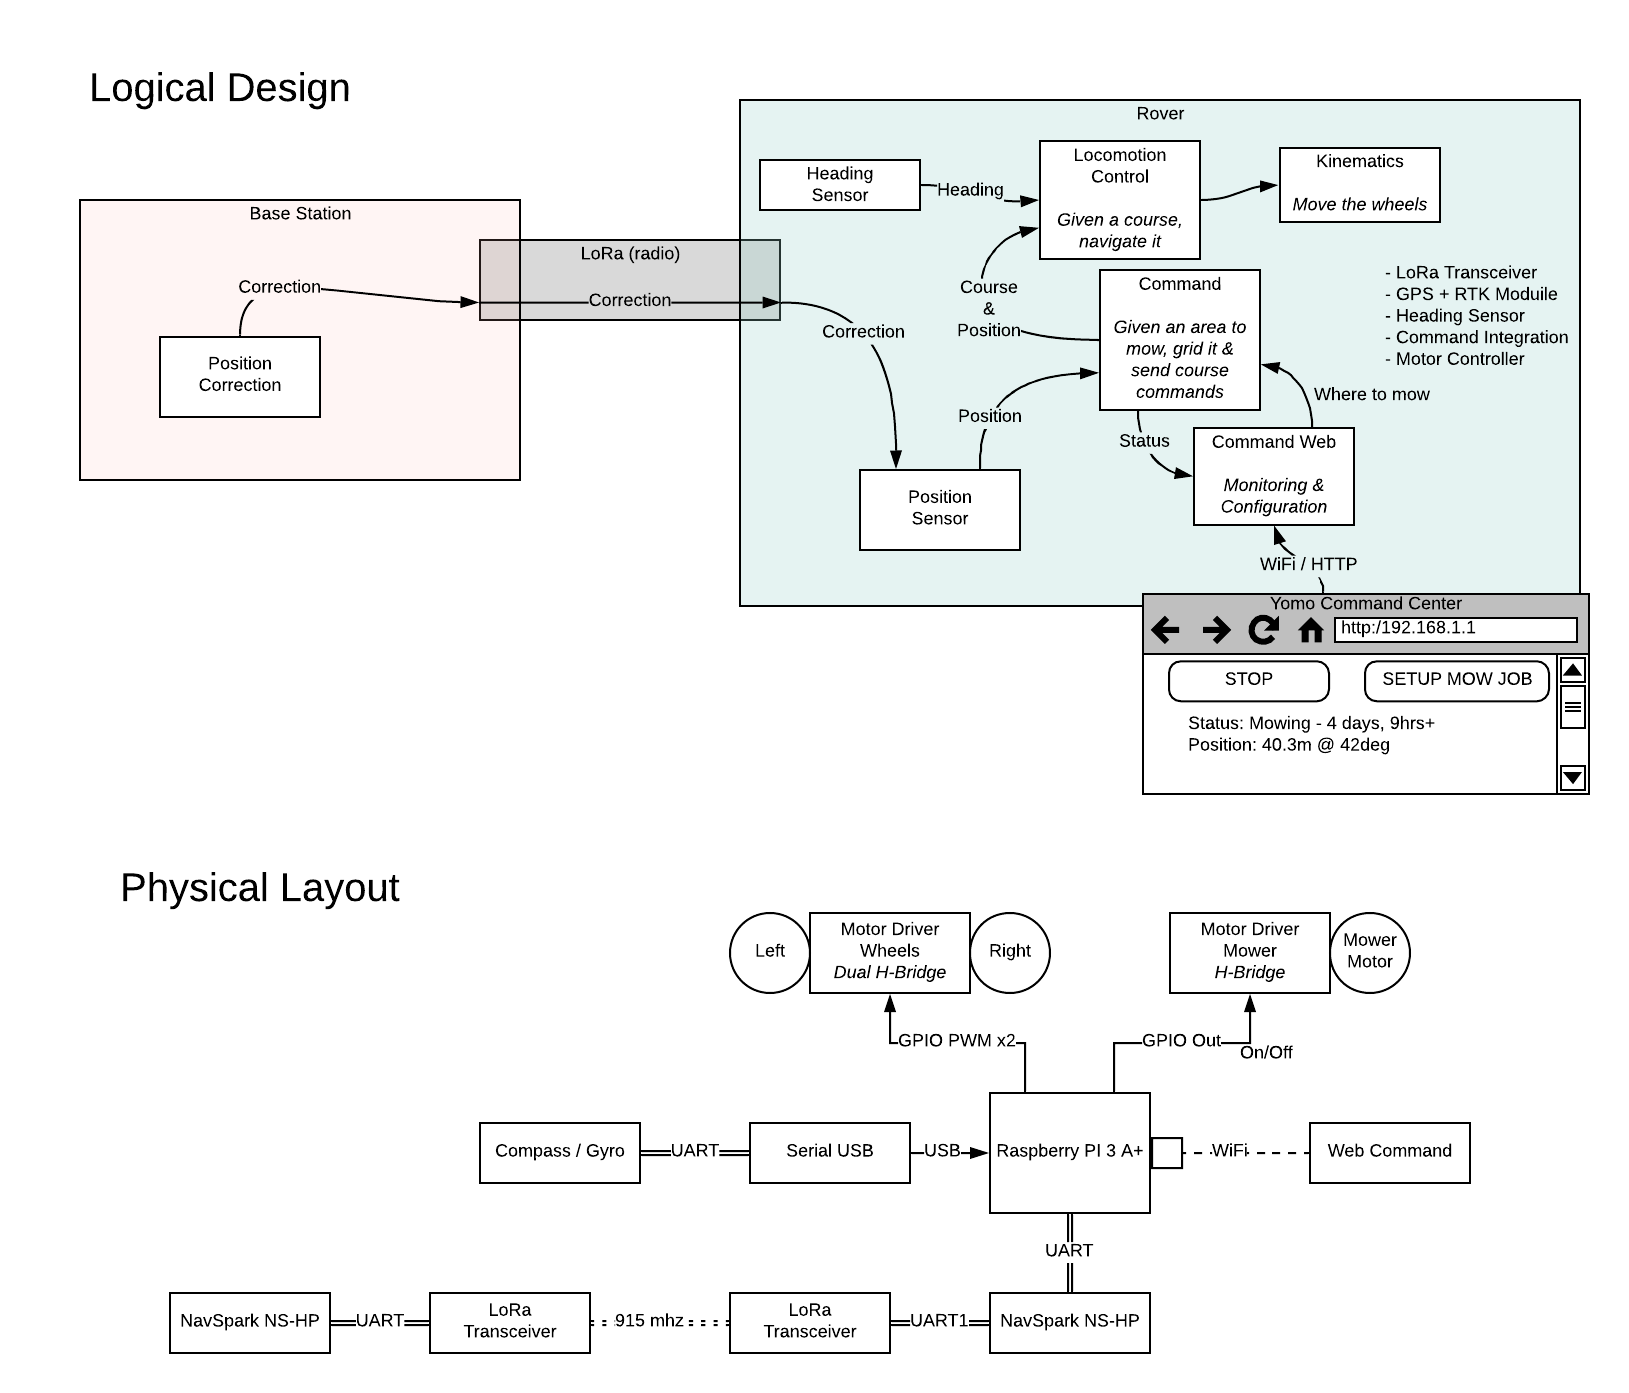 Logical Design
Rover
Heading
Sensor
Heading
Locomotion
Control
Given a course,
navigate it
Kinematics
Move the wheels
Base Station
Correction
Position
Correction
LoRa (radio)
Correction
Correction
Course
&
Position
Command
Given an area to
mow, grid it &
send course
commands
- LoRa Transceiver
- GPS + RTK Moduile
- Heading Sensor
- Command Integration
- Motor Controller
Where to mow
Position
Status
Command Web
Monitoring &
Configuration
Position
Sensor
WiFi / HTTP
Yomo Command Center
http:/192.168.1.1
STOP
SETUP MOW JOB
Status: Mowing - 4 days, 9hrs+
Position: 40.3m @ 42deg
Physical Layout
Left
Motor Driver
Wheels
Dual H-Bridge
Right
Motor Driver
Mower
H-Bridge
Mower
Motor
GPIO PWM x2
GPIO Out
On/Off
Compass / Gyro
UART
Serial USB
USB
Raspberry PI 3 A+
WiFi
Web Command
UART
NavSpark NS-HP
UART
LoRa
Transceiver
915 mhz
LoRa
Transceiver
UART1
NavSpark NS-HP